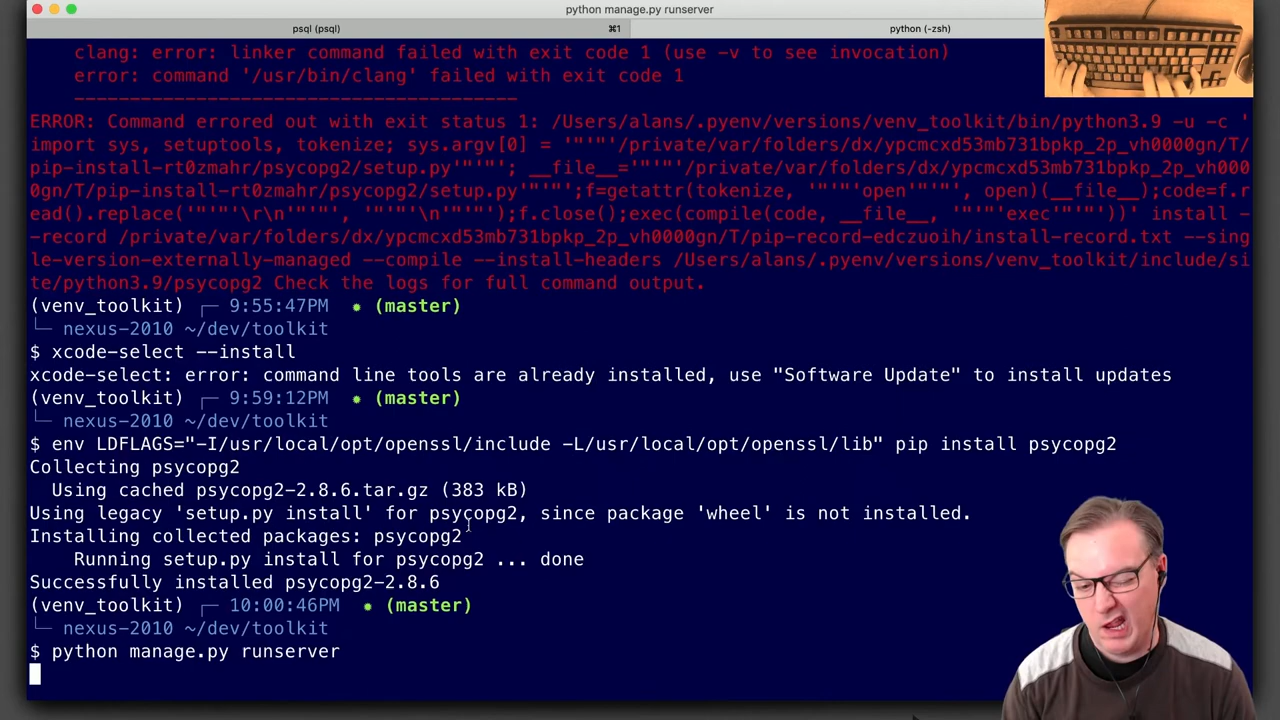 python manage.py runserver
psql (psql) ⌘1 python (-zsh)
clang: error: linker command failed with exit code 1 (use -v to see invocation)
error: command '/usr/bin/clang' failed with exit code 1
----------------------------------------
ERROR: Command errored out with exit status 1: /Users/alans/.pyenv/versions/venv_toolkit/bin/python3.9 -u -c '
import sys, setuptools, tokenize; sys.argv[0] = '"'"'/private/var/folders/dx/ypcmcxd53mb731bpkp_2p_vh0000gn/T/
pip-install-rt0zmahr/psycopg2/setup.py'"'"'; __file__='"'"'/private/var/folders/dx/ypcmcxd53mb731bpkp_2p_vh000
0gn/T/pip-install-rt0zmahr/psycopg2/setup.py'"'"';f=getattr(tokenize, '"'"'open'"'"', open)(__file__);code=f.r
ead().replace('"'"'\r\n'"'"', '"'"'\n'"'"');f.close();exec(compile(code, __file__, '"'"'exec'"'"'))' install -
-record /private/var/folders/dx/ypcmcxd53mb731bpkp_2p_vh0000gn/T/pip-record-edczuoih/install-record.txt --sing
le-version-externally-managed --compile --install-headers /Users/alans/.pyenv/versions/venv_toolkit/include/si
te/python3.9/psycopg2 Check the logs for full command output.
(venv_toolkit) ┌─ 9:55:47PM ✹ (master)
└─ nexus-2010 ~/dev/toolkit
$ xcode-select --install
xcode-select: error: command line tools are already installed, use "Software Update" to install updates
(venv_toolkit) ┌─ 9:59:12PM ✹ (master)
└─ nexus-2010 ~/dev/toolkit
$ env LDFLAGS="-I/usr/local/opt/openssl/include -L/usr/local/opt/openssl/lib" pip install psycopg2
Collecting psycopg2
Using cached psycopg2-2.8.6.tar.gz (383 kB)
Using legacy 'setup.py install' for psycopg2, since package 'wheel' is not installed.
Installing collected packages: psycopg2
Running setup.py install for psycopg2 ... done
Successfully installed psycopg2-2.8.6
(venv_toolkit) ┌─ 10:00:46PM ✹ (master)
└─ nexus-2010 ~/dev/toolkit
$ python manage.py runserver